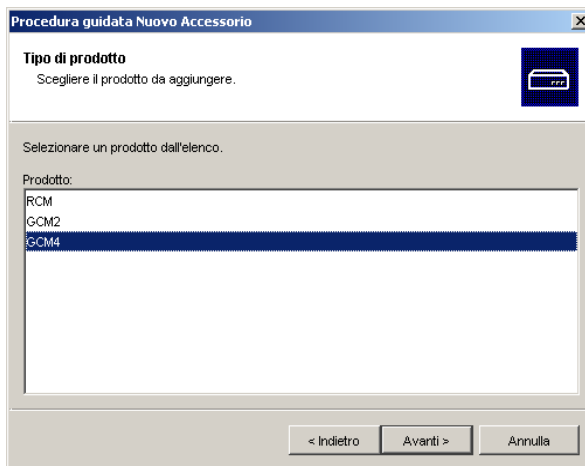 Procedura guidata Nuovo Accessorio
Tipo di prodotto
Scegliere il prodotto da aggiungere.
Selezionare un prodotto dall'elenco.
Prodotto:
RCM
GCM2
GCM4
< Indietro
Avanti >
Annulla